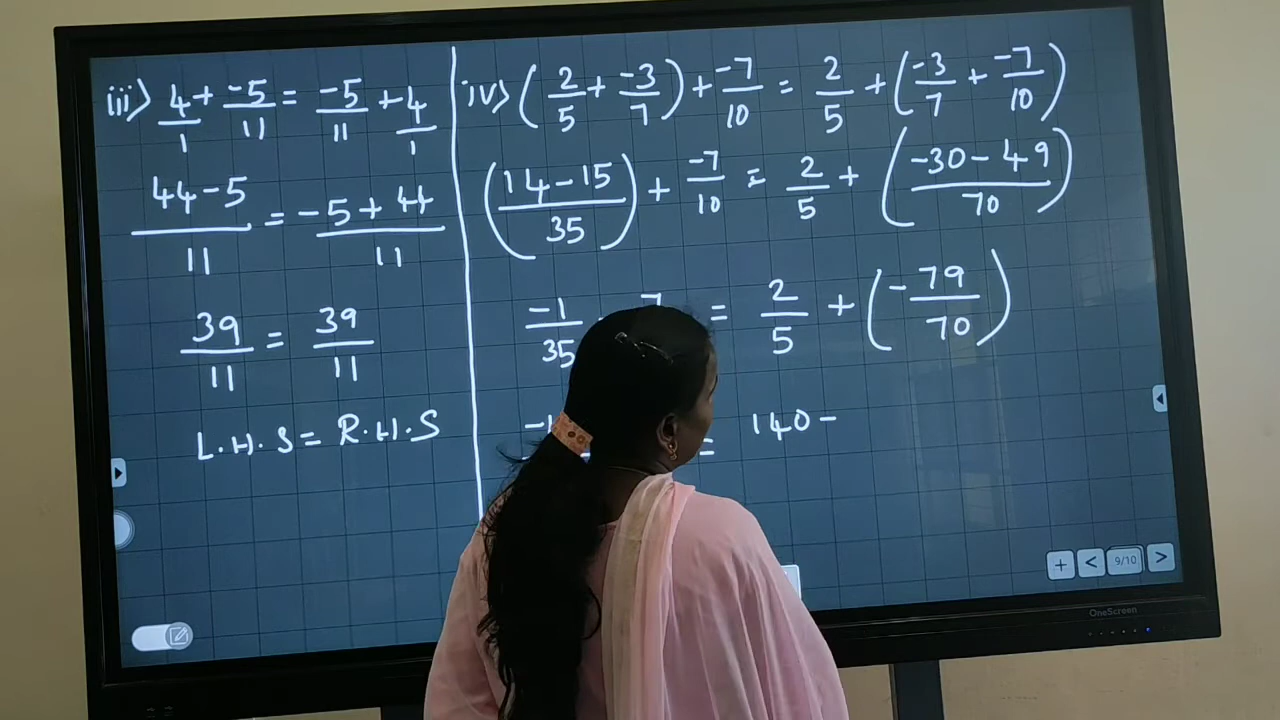 iii) 4/1 + -5/11 = -5/11 + 4/1
44-5/11 = -5+44/11
39/11 = 39/11
L.H.S = R.H.S
iv) (2/5 + -3/7) + -7/10 = 2/5 + (-3/7 + -7/10)
(14-15/35) + -7/10 = 2/5 + (-30-49/70)
-1/35 = 2/5 + (-79/70)
= 140-
9/10
OneScreen